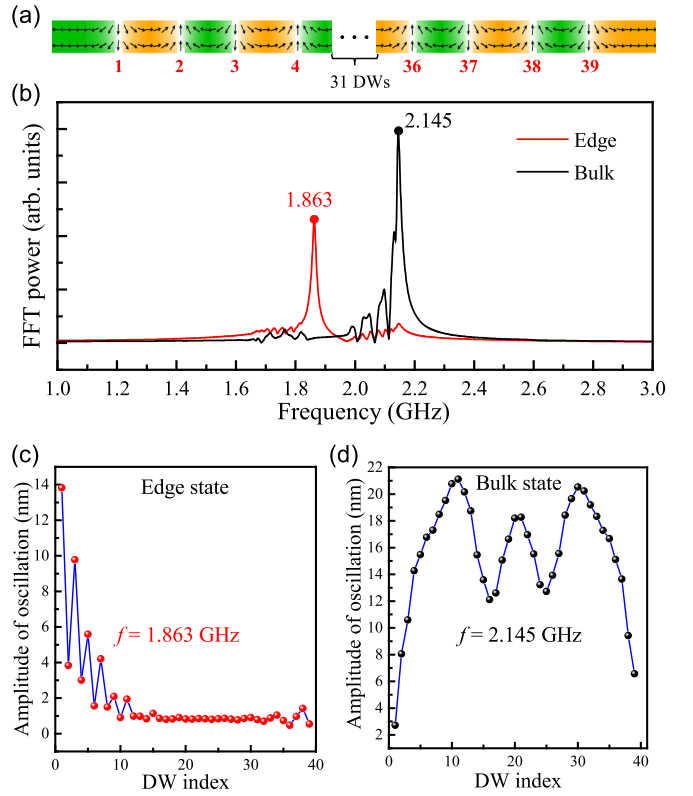 (a)
1 2 3 4 36 37 38 39
31 DWs
(b)
2.145
1.863
Edge
Bulk
FFT power (arb. units)
1.0 1.2 1.4 1.6 1.8 2.0 2.2 2.4 2.6 2.8 3.0
Frequency (GHz)
(c)
Edge state
Amplitude of oscillation (nm)
14
12
10
8
6
4
2
0
f = 1.863 GHz
0 10 20 30 40
DW index
(d)
Bulk state
Amplitude of oscillation (nm)
22
20
18
16
14
12
10
8
6
4
2
f = 2.145 GHz
0 10 20 30 40
DW index